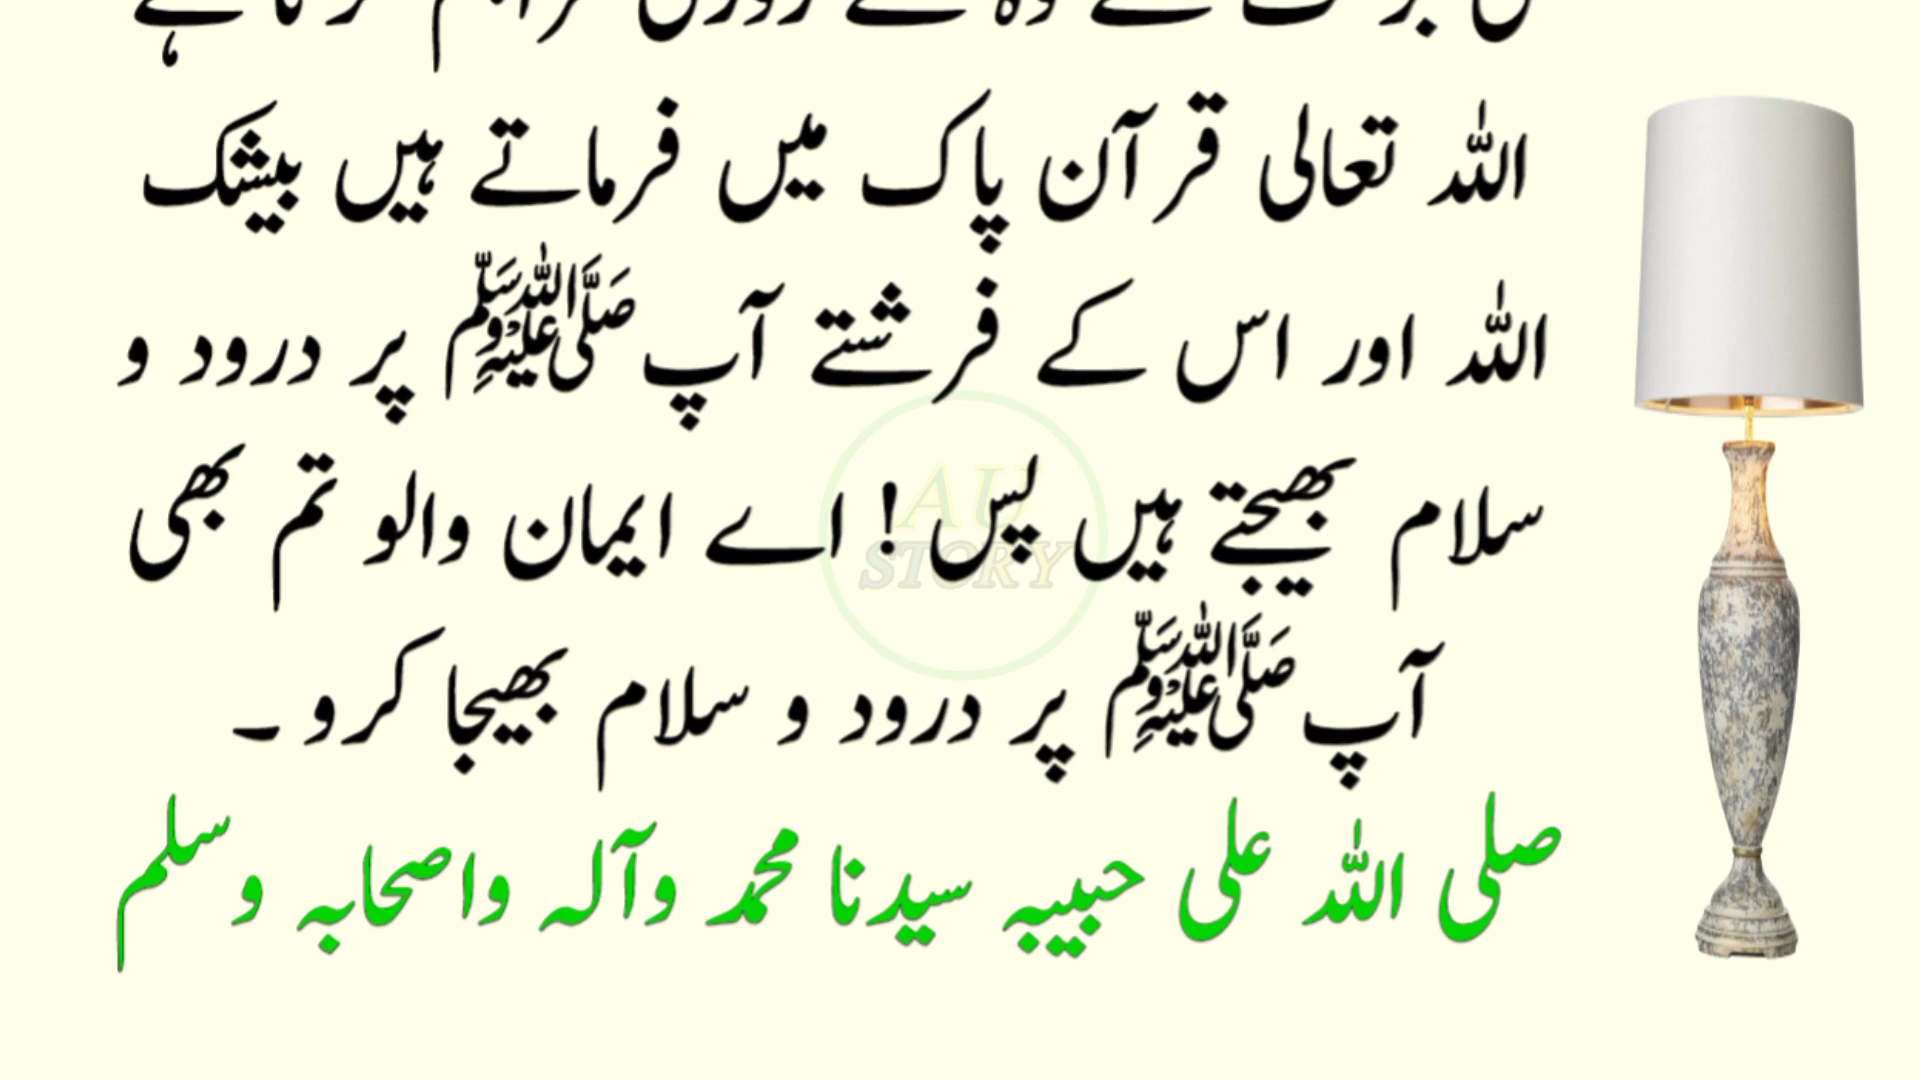 اللہ تعالی قرآن پاک میں فرماتے ہیں بیشک
اللہ اور اس کے فرشتے آپ ﷺ پر درود و
سلام بھیجتے ہیں پس ! اے ایمان والو تم بھی
آپ ﷺ پر درود و سلام بھیجا کرو ۔
صلی اللہ علی حبیبہ سیدنا محمد وآلہ واصحابہ وسلم
AU
STORY